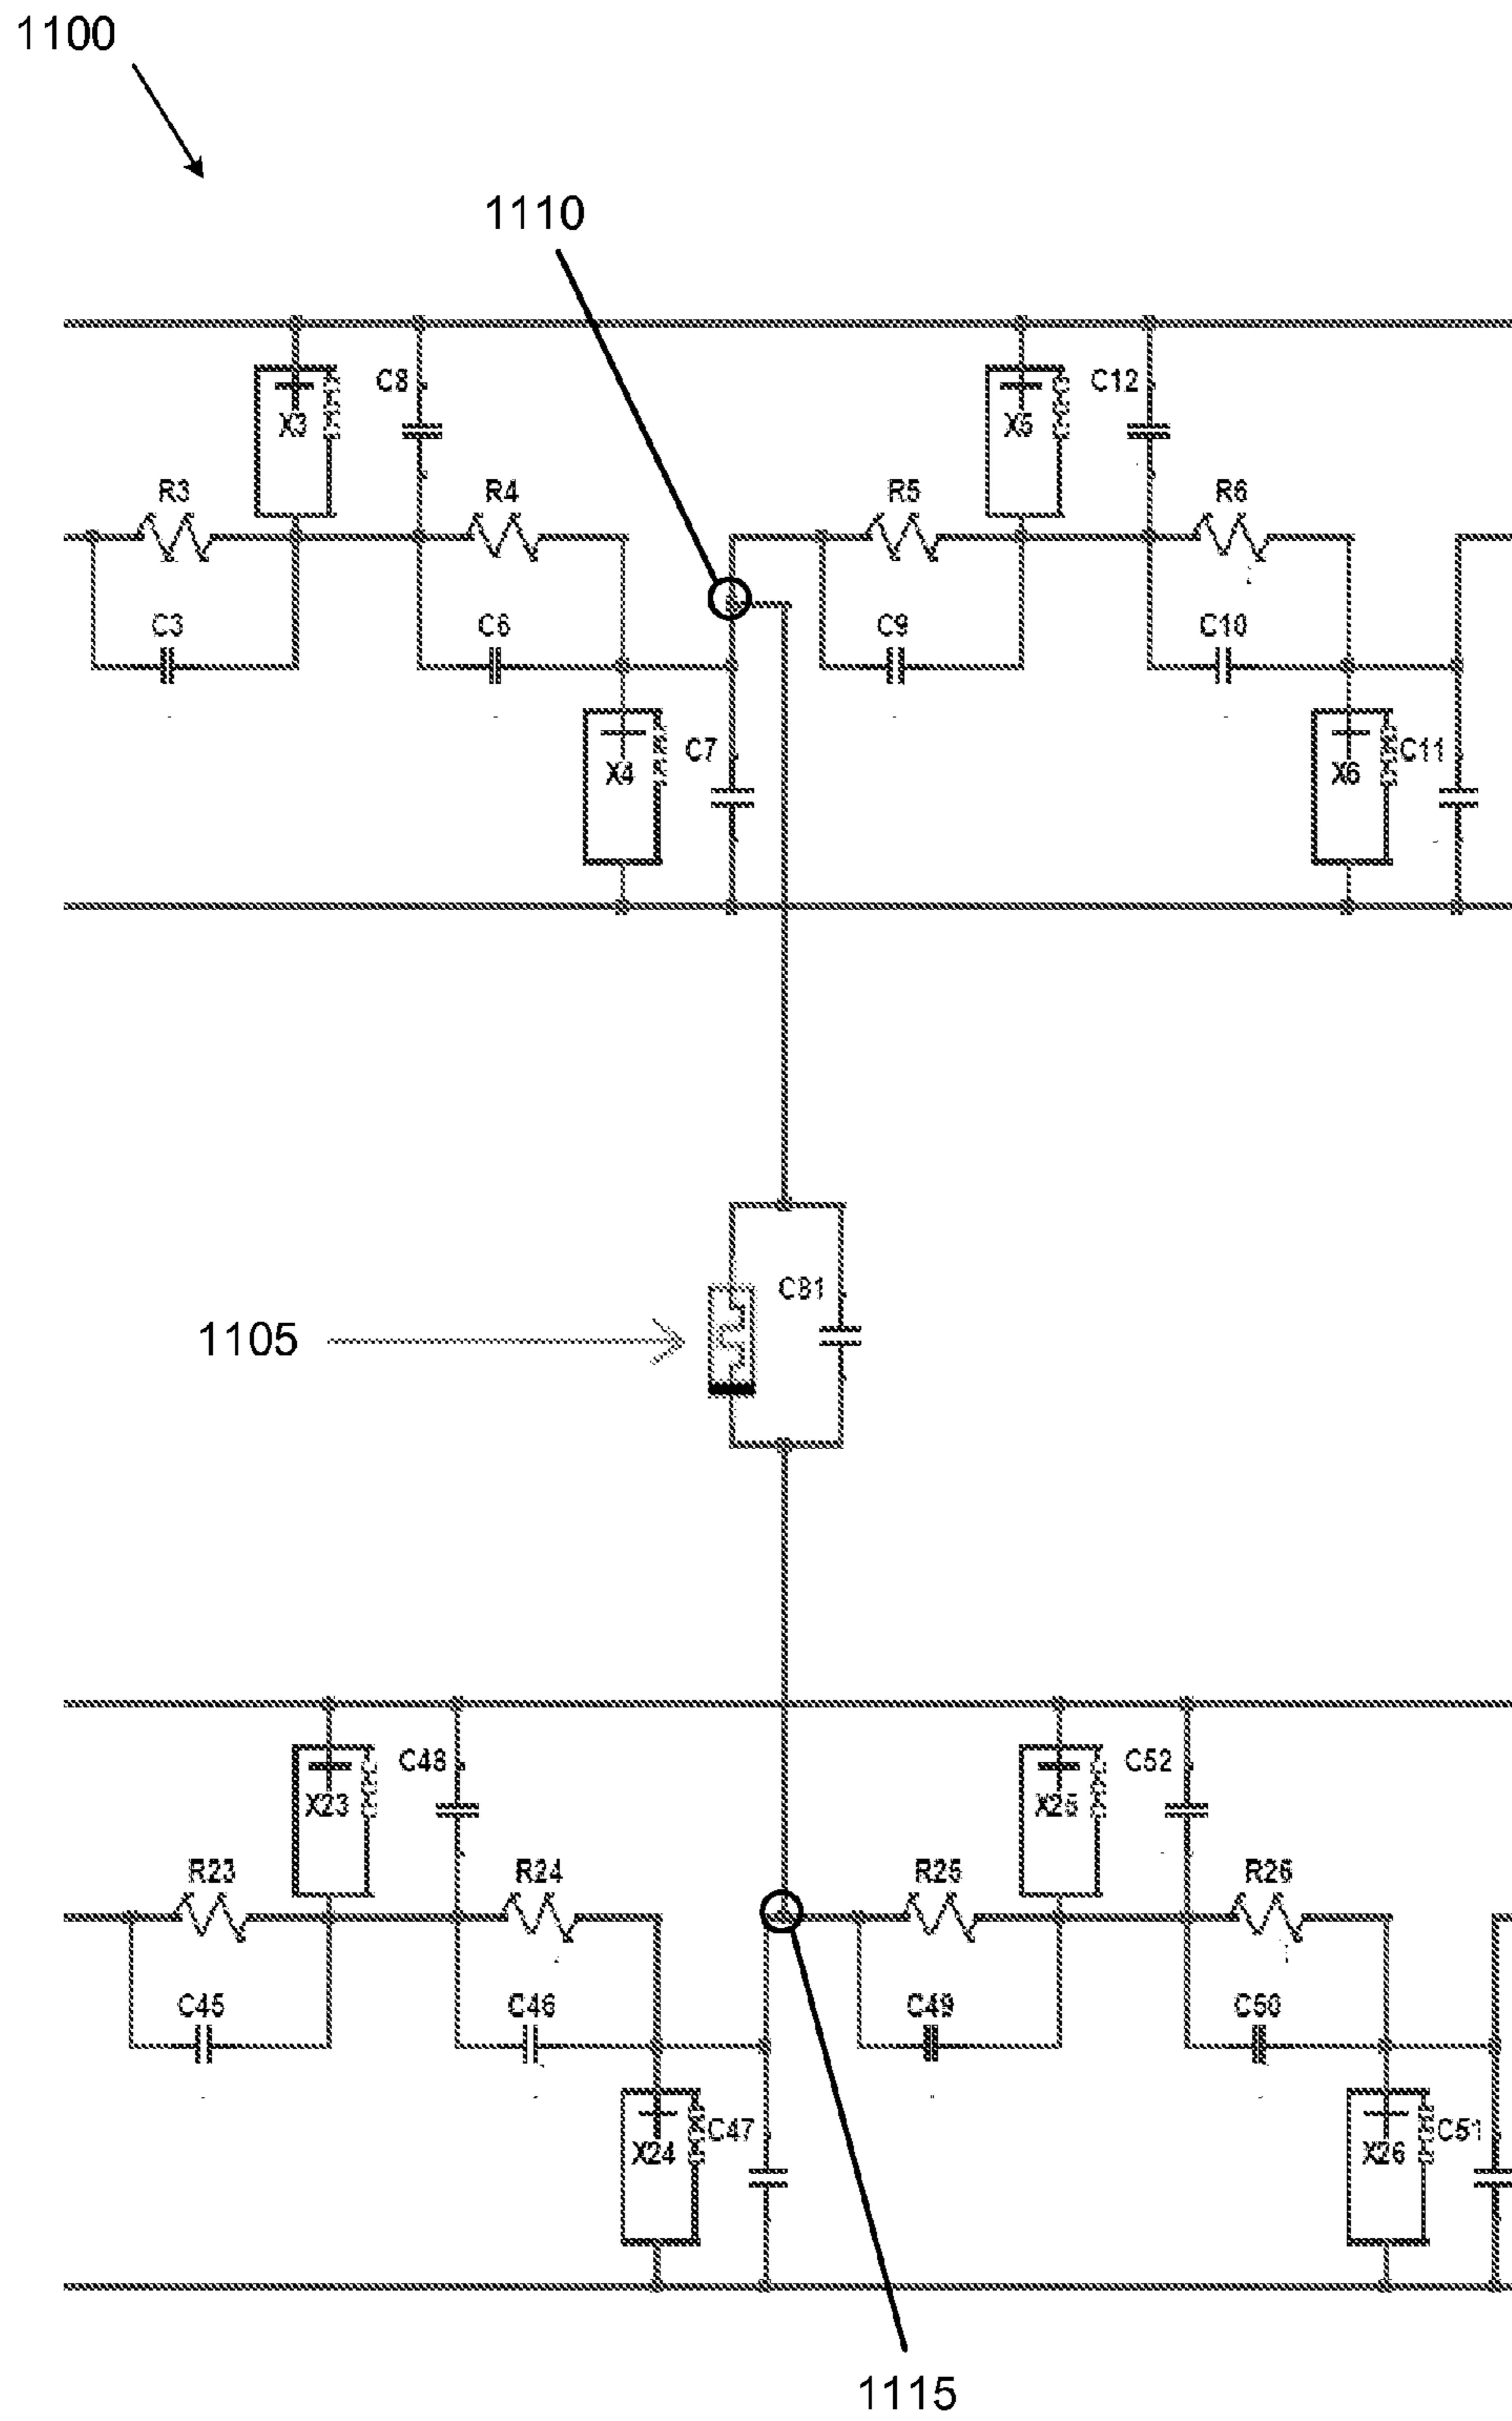 1100
1110
C8
C12
X3
X5
R3
R4
R5
R6
C3
C6
C9
C10
C7
C11
X4
X6
C81
1105
C48
C52
X23
X25
R23
R24
R25
R26
C45
C46
C49
C50
C47
C51
X24
X26
1115